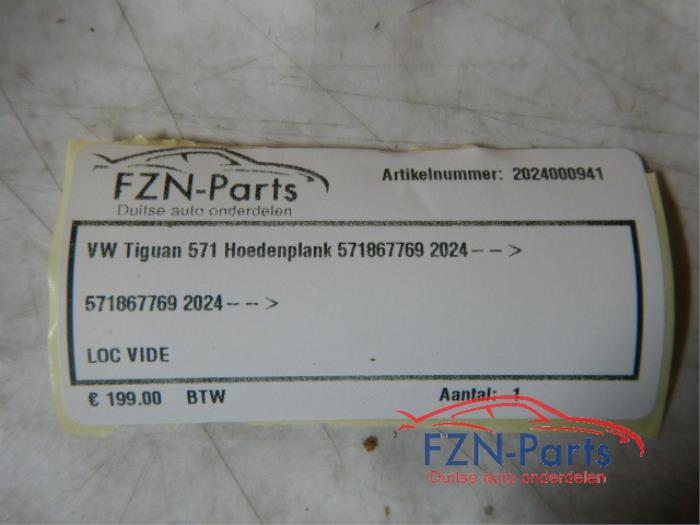 FZN-Parts
Duitse auto onderdelen
Artikelnummer: 2024000941
VW Tiguan 571 Hoedenplank 571867769 2024-- -->
571867769 2024-- -->
LOC VIDE
€ 199.00 BTW Aantal: 1
FZN-Parts
Duitse auto onderdelen